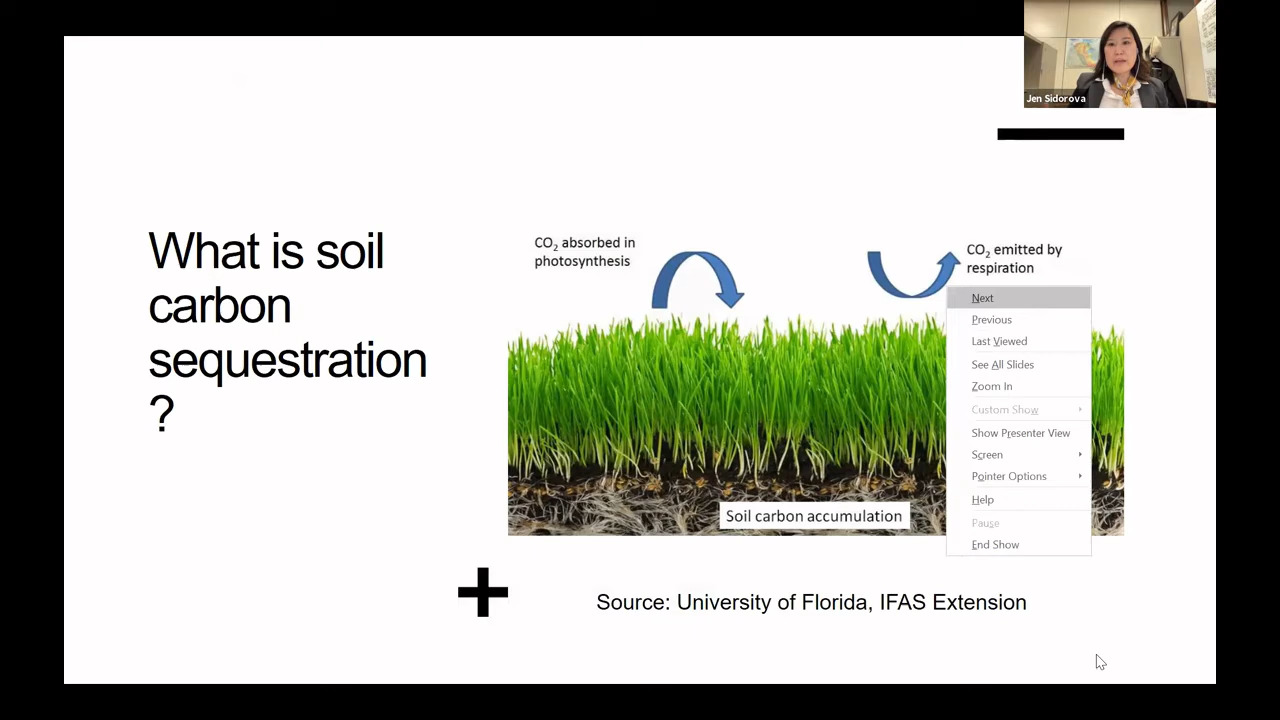 Jen Sidorova
What is soil
carbon
sequestration
?
CO₂ absorbed in
photosynthesis
CO₂ emitted by
respiration
Next
Previous
Last Viewed
See All Slides
Zoom In
Custom Show
Show Presenter View
Screen
Pointer Options
Help
Pause
End Show
Soil carbon accumulation
Source: University of Florida, IFAS Extension